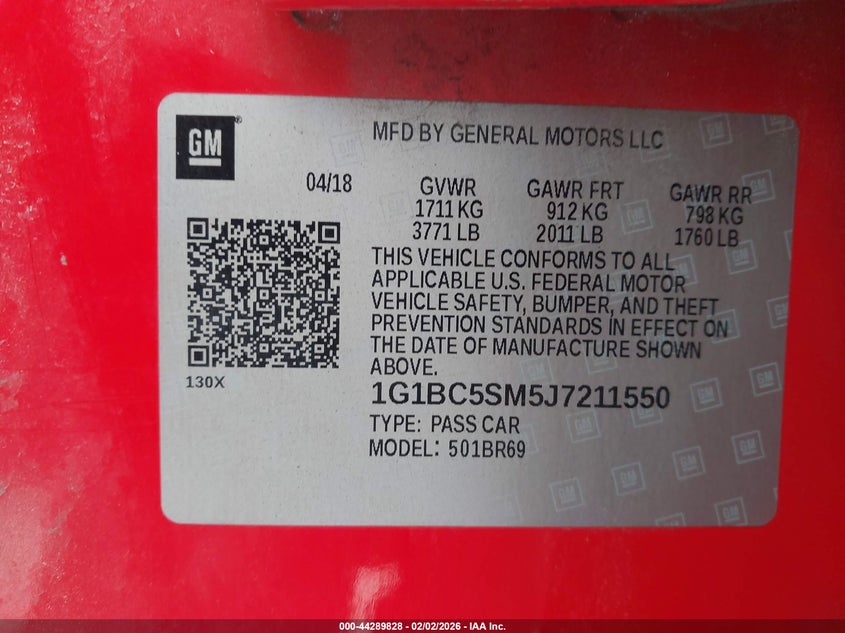 GM
MFD BY GENERAL MOTORS LLC
04/18
GVWR GAWR FRT GAWR RR
1711 KG 912 KG 798 KG
3771 LB 2011 LB 1760 LB
THIS VEHICLE CONFORMS TO ALL
APPLICABLE U.S. FEDERAL MOTOR
VEHICLE SAFETY, BUMPER, AND THEFT
PREVENTION STANDARDS IN EFFECT ON
THE DATE OF MANUFACTURE SHOWN
ABOVE.
130X
1G1BC5SM5J7211550
TYPE: PASS CAR
MODEL: 501BR69
000-44289828 - 02/02/2026 - IAA Inc.